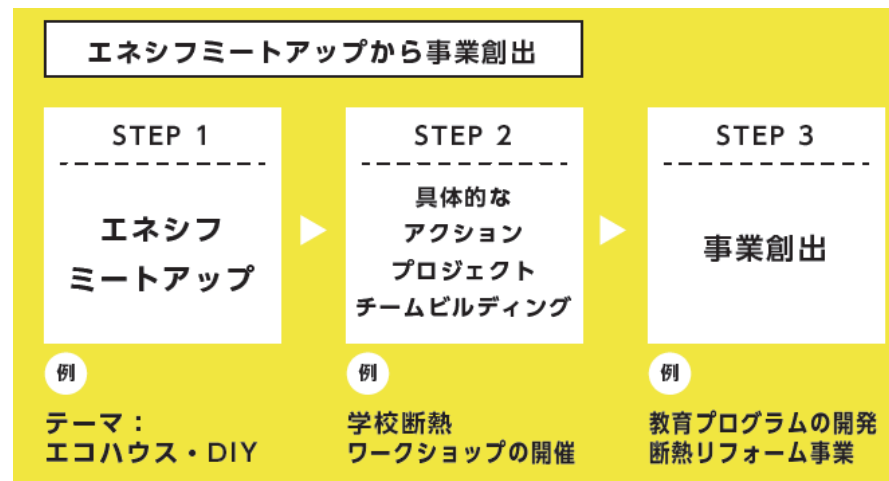 エネシフミートアップから事業創出
STEP 1
エネシフ
ミートアップ
例
テーマ：
エコハウス・DIY
STEP 2
具体的な
アクション
プロジェクト
チームビルディング
例
学校断熱
ワークショップの開催
STEP 3
事業創出
例
教育プログラムの開発
断熱リフォーム事業